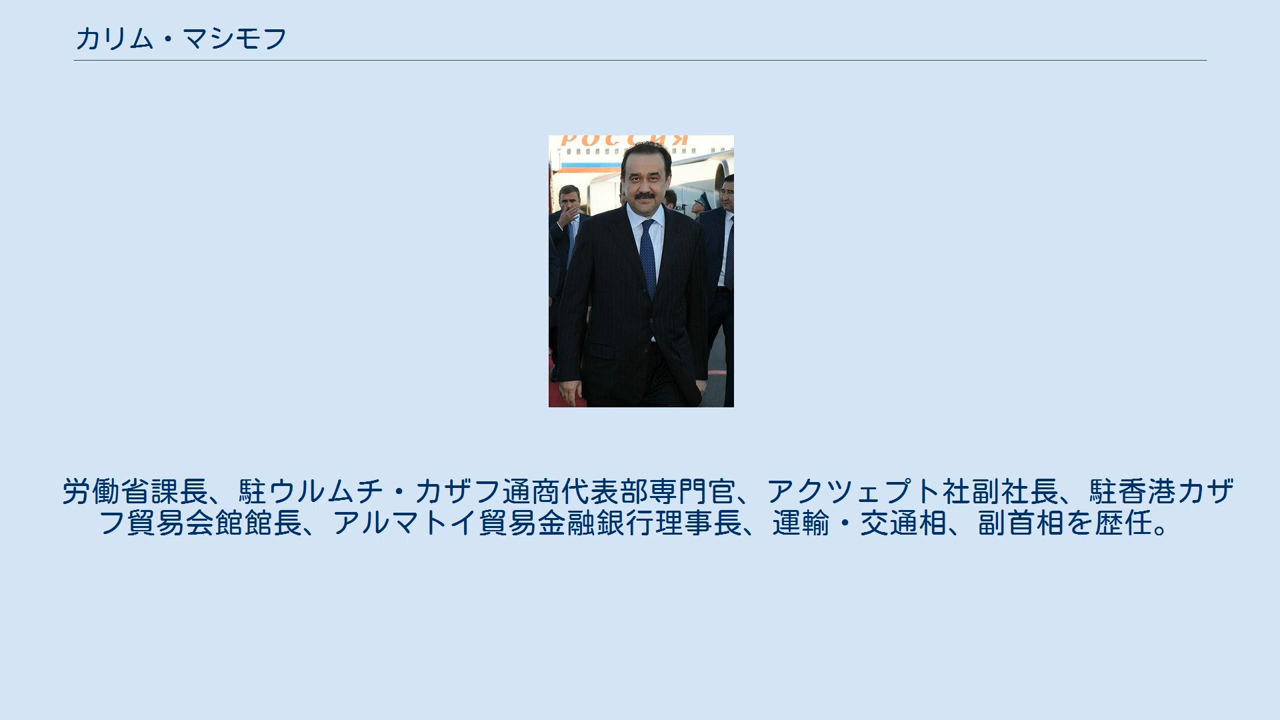 カリム・マシモフ
РОССИЯ
労働省課長、駐ウルムチ・カザフ通商代表部専門官、アクツェプト社副社長、駐香港カザ
フ貿易会館館長、アルマトイ貿易金融銀行理事長、運輸・交通相、副首相を歴任。